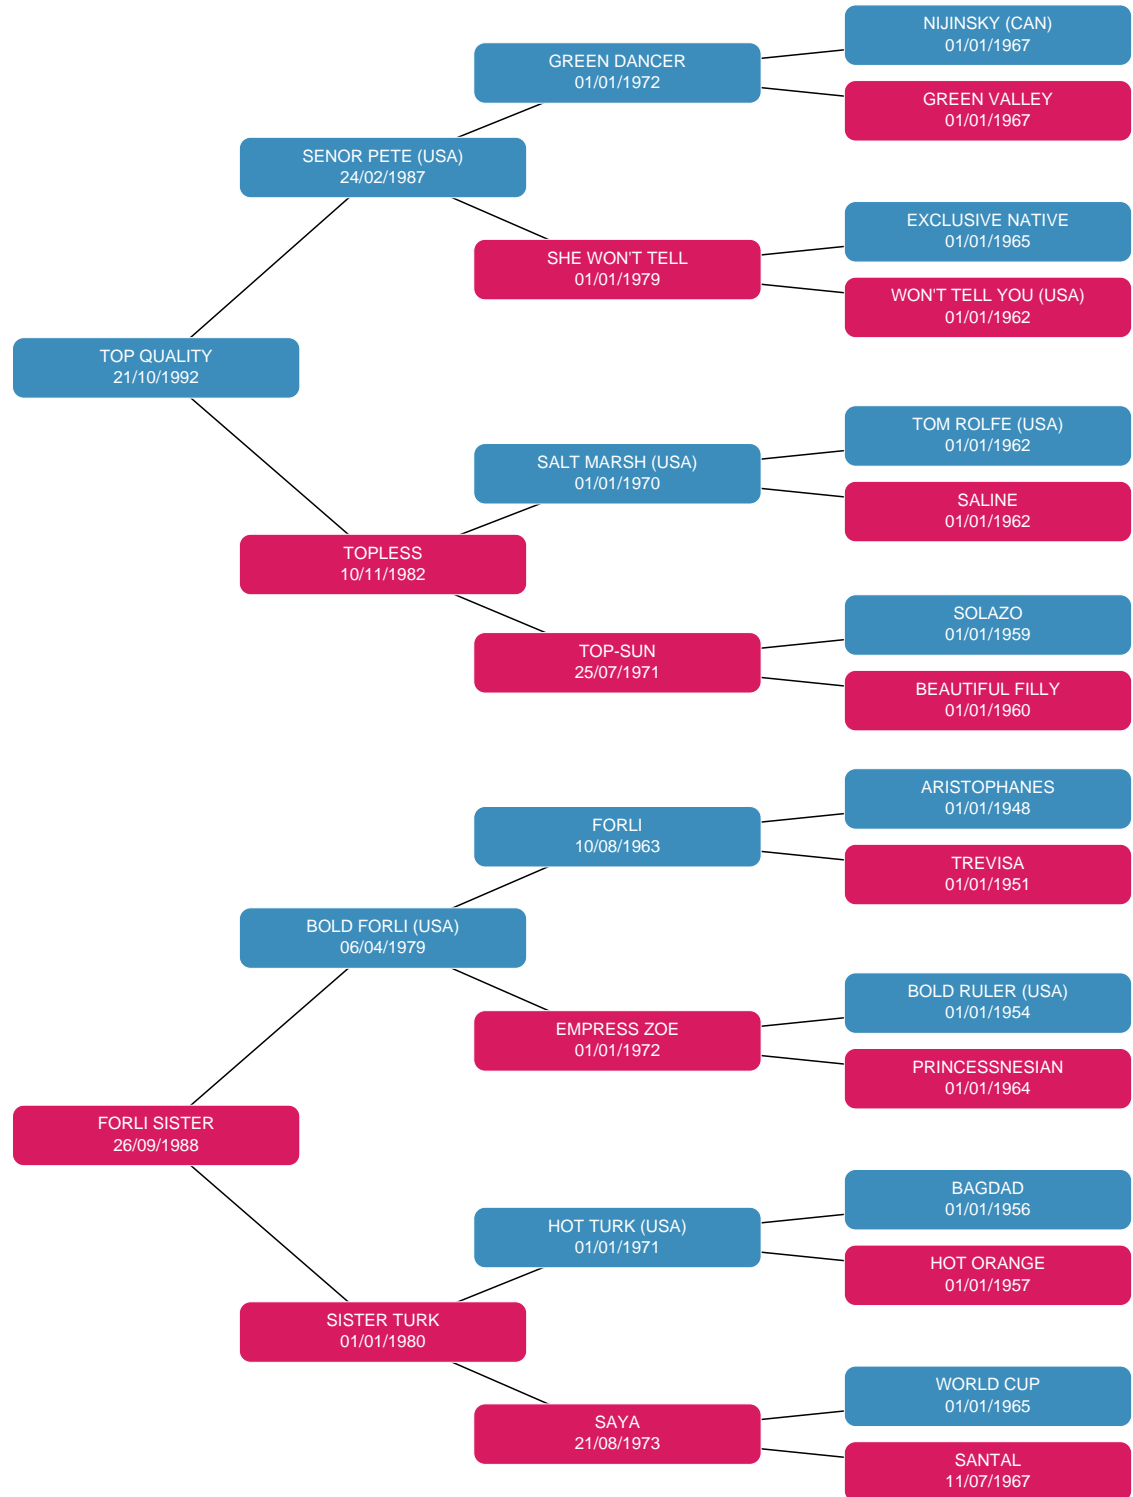 NIJINSKY (CAN)
01/01/1967
GREEN DANCER
01/01/1972
GREEN VALLEY
01/01/1967
SENOR PETE (USA)
24/02/1987
EXCLUSIVE NATIVE
01/01/1965
SHE WON'T TELL
01/01/1979
WON'T TELL YOU (USA)
01/01/1962
TOP QUALITY
21/10/1992
TOM ROLFE (USA)
01/01/1962
SALT MARSH (USA)
01/01/1970
SALINE
01/01/1962
TOPLESS
10/11/1982
SOLAZO
01/01/1959
TOP-SUN
25/07/1971
BEAUTIFUL FILLY
01/01/1960
ARISTOPHANES
01/01/1948
FORLI
10/08/1963
TREVISA
01/01/1951
BOLD FORLI (USA)
06/04/1979
BOLD RULER (USA)
01/01/1954
EMPRESS ZOE
01/01/1972
PRINCESSNESIAN
01/01/1964
FORLI SISTER
26/09/1988
BAGDAD
01/01/1956
HOT TURK (USA)
01/01/1971
HOT ORANGE
01/01/1957
SISTER TURK
01/01/1980
WORLD CUP
01/01/1965
SAYA
21/08/1973
SANTAL
11/07/1967